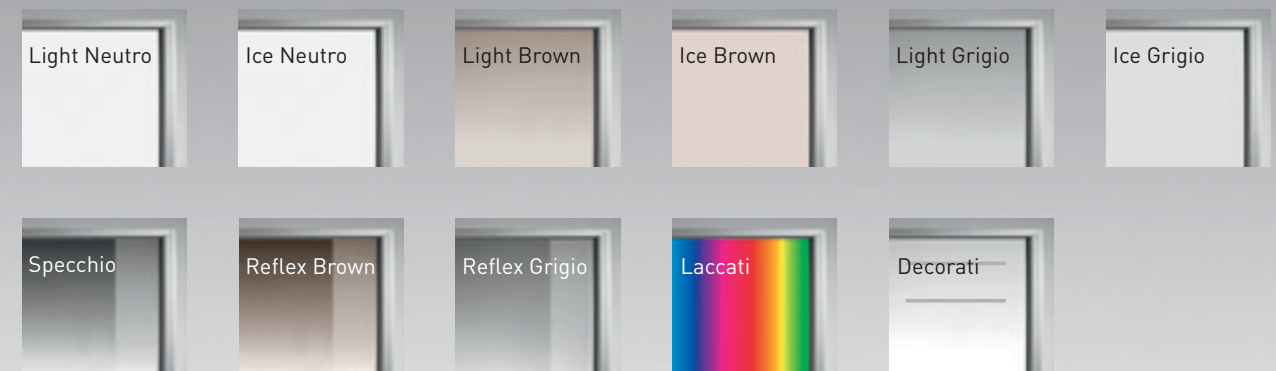 Light Neutro
Ice Neutro
Light Brown
Ice Brown
Light Grigio
Ice Grigio
Specchio
Reflex Brown
Reflex Grigio
Laccati
Decorati